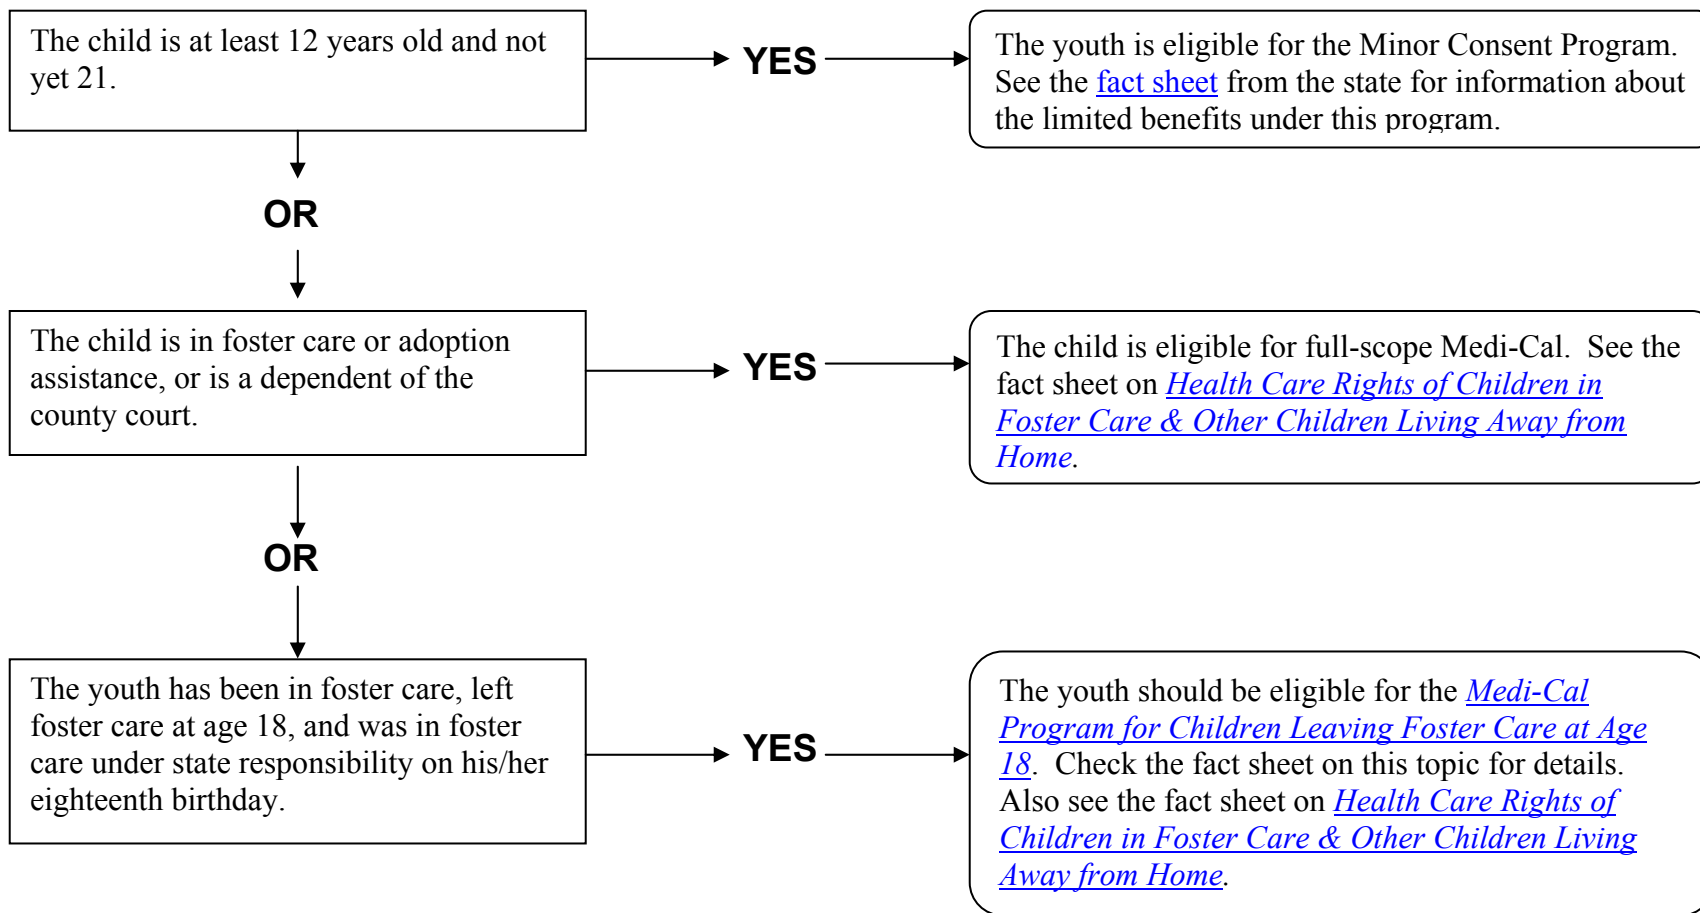 The child is at least 12 years old and not
yet 21.
YES
The youth is eligible for the Minor Consent Program.
See the fact sheet from the state for information about
the limited benefits under this program.
OR
The child is in foster care or adoption
assistance, or is a dependent of the
county court.
YES
The child is eligible for full-scope Medi-Cal.  See the
fact sheet on Health Care Rights of Children in
Foster Care & Other Children Living Away from
Home.
OR
The youth has been in foster care, left
foster care at age 18, and was in foster
care under state responsibility on his/her
eighteenth birthday.
YES
The youth should be eligible for the Medi-Cal
Program for Children Leaving Foster Care at Age
18.  Check the fact sheet on this topic for details.
Also see the fact sheet on Health Care Rights of
Children in Foster Care & Other Children Living
Away from Home.